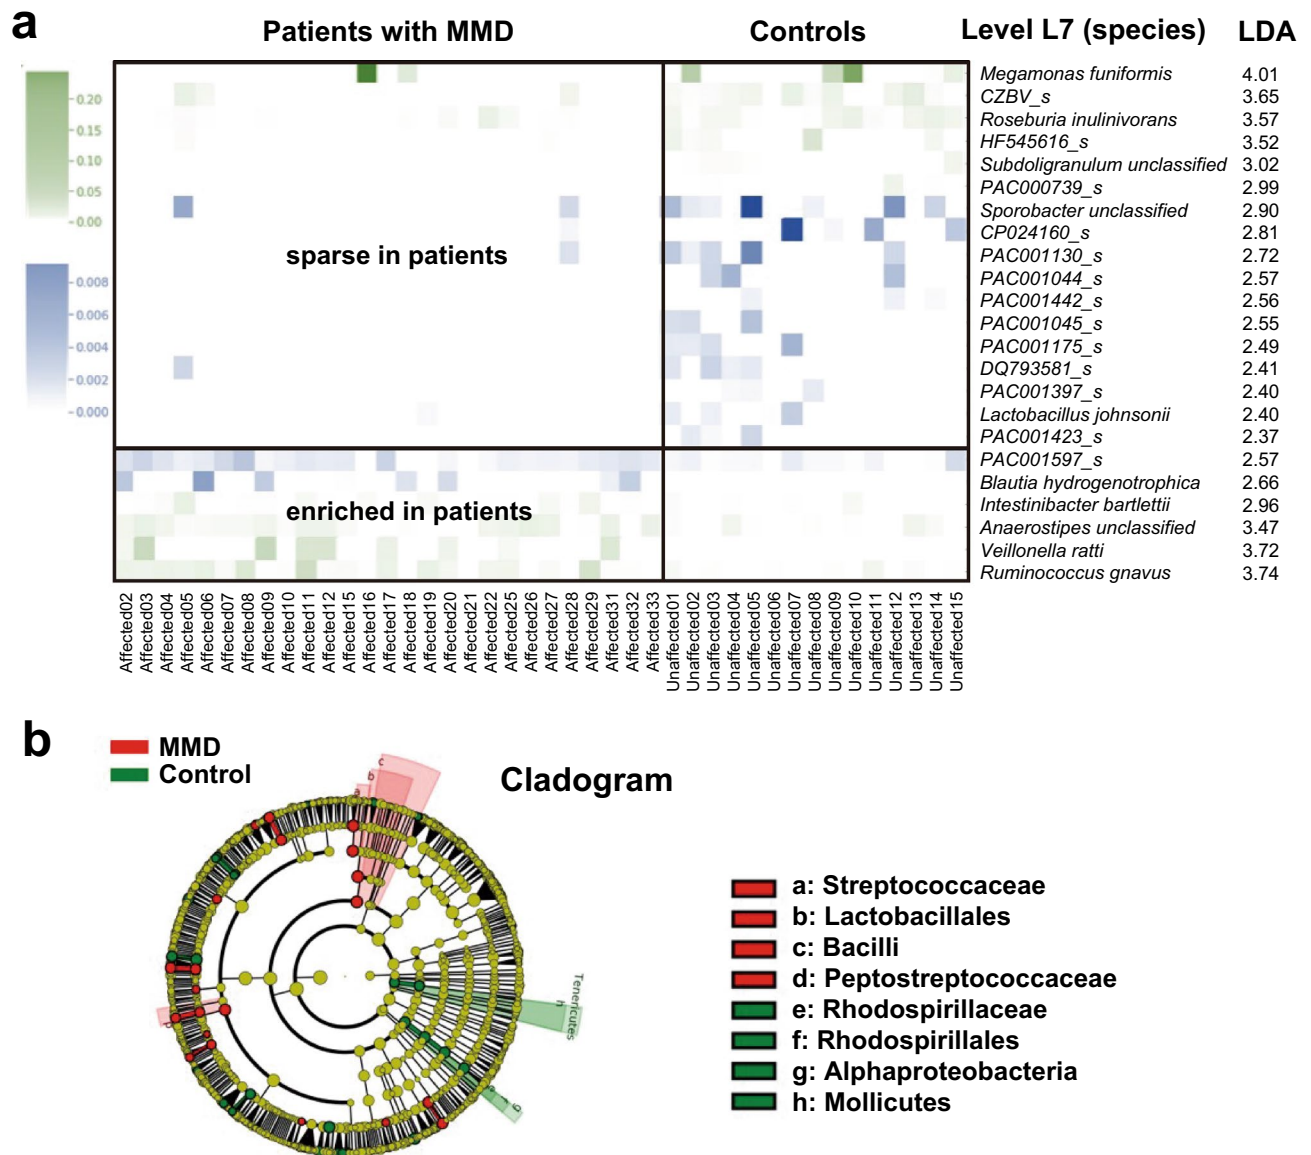 a
Patients with MMD
Controls
Level L7 (species)
LDA
0.20
0.15
0.10
0.05
0.00
0.008
0.006
0.004
0.002
0.000
Megamonas funiformis 4.01
CZBV_s 3.65
Roseburia inulinivorans 3.57
HF545616_s 3.52
Subdoligranulum unclassified 3.02
PAC000739_s 2.99
Sporobacter unclassified 2.90
CP024160_s 2.81
PAC001130_s 2.72
PAC001044_s 2.57
PAC001442_s 2.56
PAC001045_s 2.55
PAC001175_s 2.49
DQ793581_s 2.41
PAC001397_s 2.40
Lactobacillus johnsonii 2.40
PAC001423_s 2.37
PAC001597_s 2.57
Blautia hydrogenotrophica 2.66
Intestinibacter bartlettii 2.96
Anaerostipes unclassified 3.47
Veillonella ratti 3.72
Ruminococcus gnavus 3.74
sparse in patients
enriched in patients
Affected02
Affected03
Affected04
Affected05
Affected06
Affected07
Affected08
Affected09
Affected10
Affected11
Affected12
Affected15
Affected16
Affected17
Affected18
Affected19
Affected20
Affected21
Affected22
Affected25
Affected26
Affected27
Affected28
Affected29
Affected31
Affected32
Affected33
Unaffected01
Unaffected02
Unaffected03
Unaffected04
Unaffected05
Unaffected06
Unaffected07
Unaffected08
Unaffected09
Unaffected10
Unaffected11
Unaffected12
Unaffected13
Unaffected14
Unaffected15
b
MMD
Control
Cladogram
c
b
a
Tenericutes
h
g
a: Streptococcaceae
b: Lactobacillales
c: Bacilli
d: Peptostreptococcaceae
e: Rhodospirillaceae
f: Rhodospirillales
g: Alphaproteobacteria
h: Mollicutes